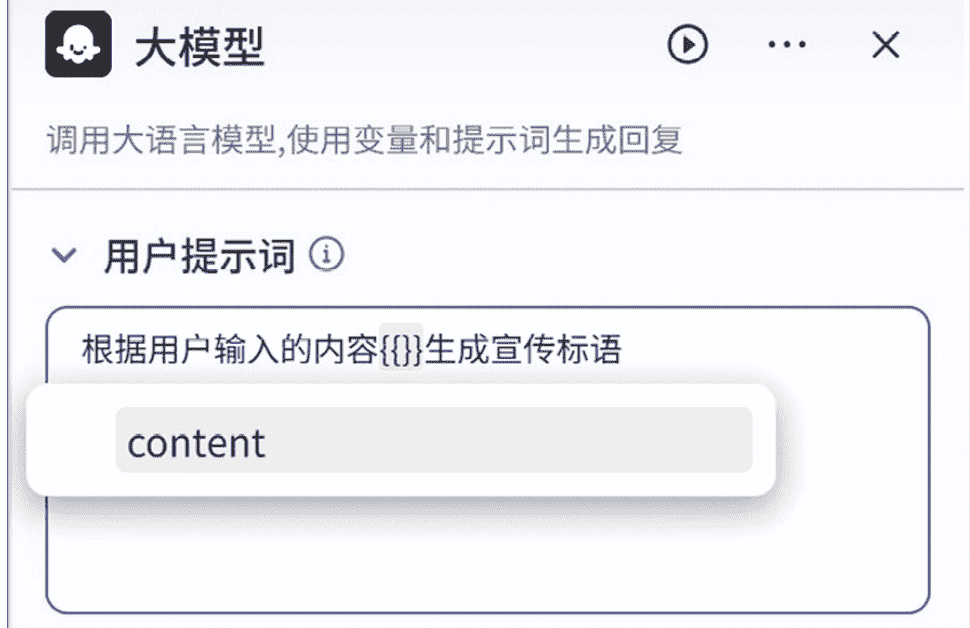 大模型
调用大语言模型,使用变量和提示词生成回复
用户提示词
根据用户输入的内容{{}}生成宣传标语
content